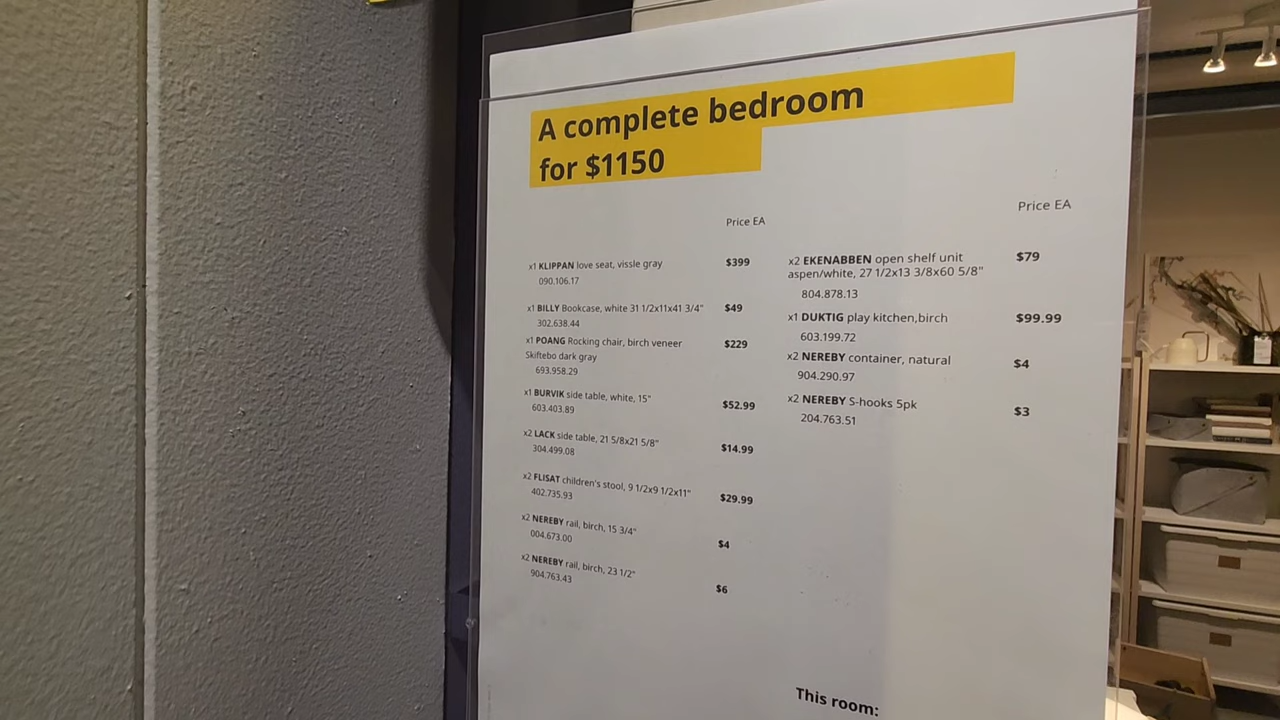 A complete bedroom
for $1150
Price EA
x1 KLIPPAN love seat, vissle gray $399
090.106.17
x1 BILLY Bookcase, white 31 1/2x11x41 3/4" $49
302.638.44
x1 POANG Rocking chair, birch veneer $229
Skiftebo dark gray
693.958.29
x1 BURVIK side table, white, 15" $52.99
603.403.89
x2 LACK side table, 21 5/8x21 5/8" $14.99
304.499.08
x2 FLISAT children's stool, 9 1/2x9 1/2x11" $29.99
402.735.93
x2 NEREBY rail, birch, 15 3/4" $4
004.673.00
x2 NEREBY rail, birch, 23 1/2" $6
904.763.43
Price EA
x2 EKENABBEN open shelf unit $79
aspen/white, 27 1/2x13 3/8x60 5/8"
804.878.13
x1 DUKTIG play kitchen,birch $99.99
603.199.72
x2 NEREBY container, natural $4
904.290.97
x2 NEREBY S-hooks 5pk $3
204.763.51
This room: